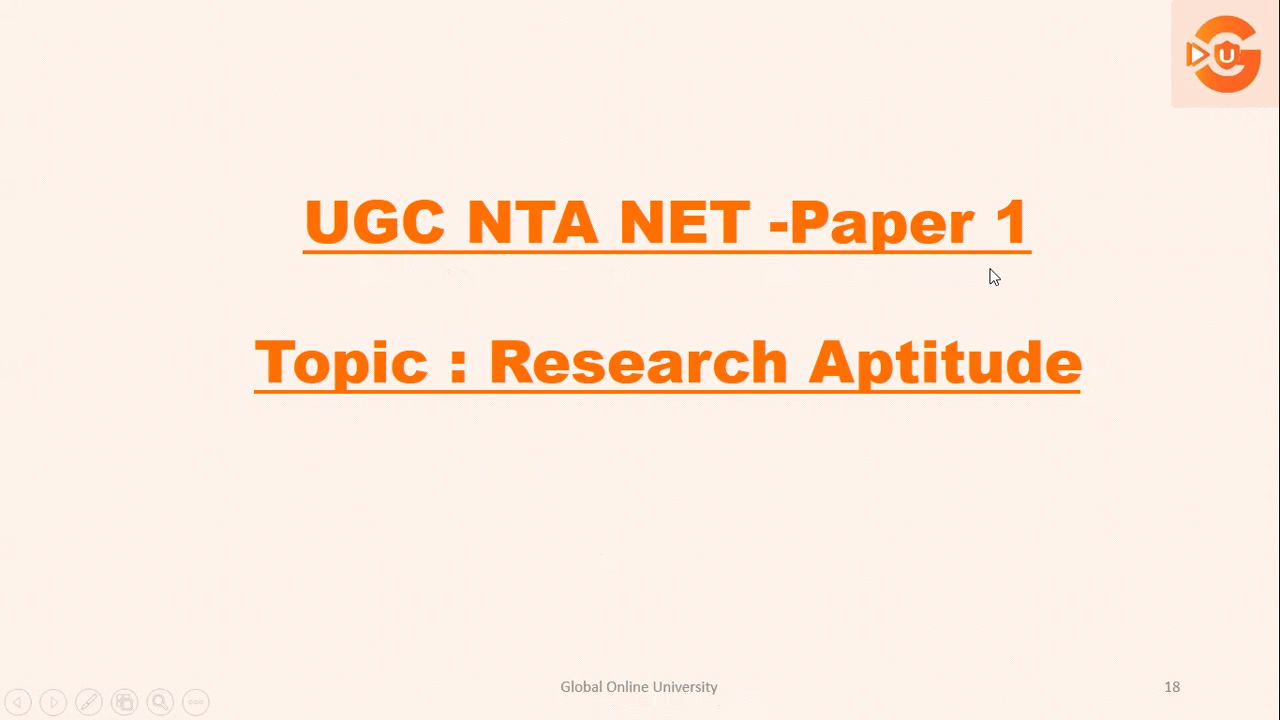 U
UGC NTA NET -Paper 1
Topic : Research Aptitude
Global Online University
18